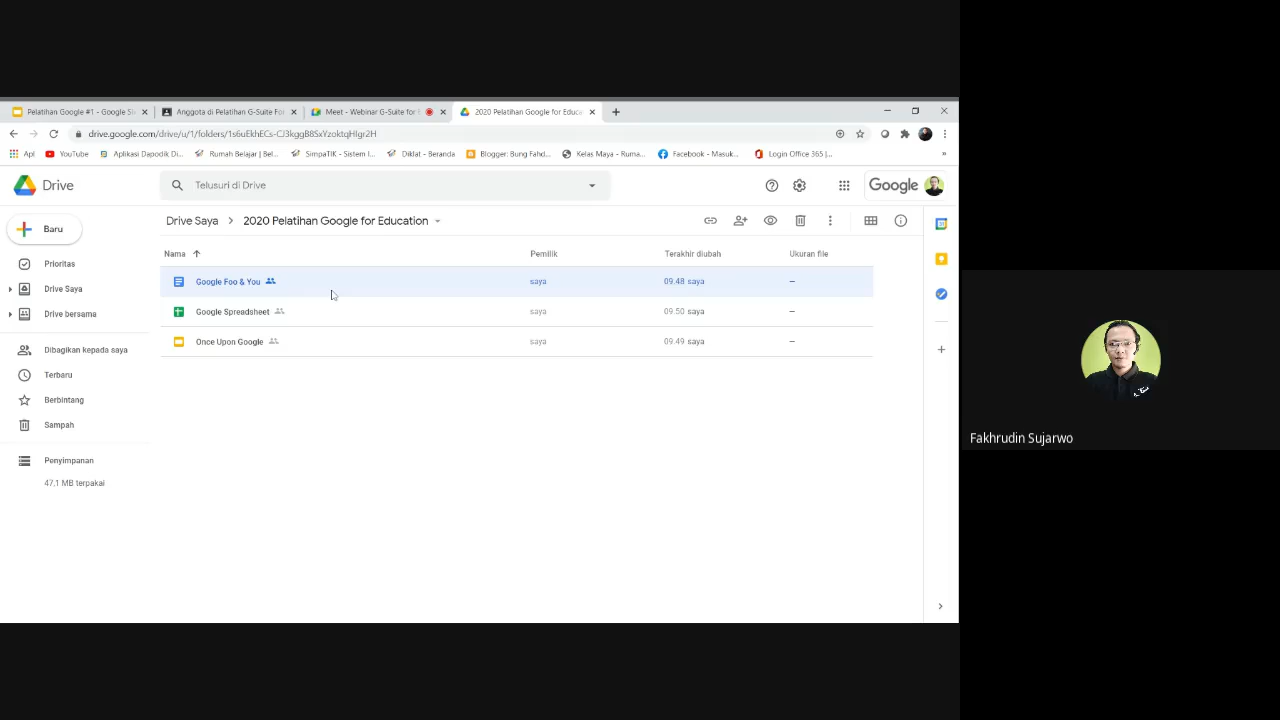 Pelatihan Google #1 - Google Sli
Anggota di Pelatihan G-Suite For
Meet - Webinar G-Suite for
2020 Pelatihan Google for Educa
drive.google.com/drive/u/1/folders/
Apl
YouTube
Aplikasi Dapodik Di...
Rumah Belajar | Bel...
SimpaTIK - Sistem I...
Diklat - Beranda
Blogger: Bung Fahd...
Kelas Maya - Ruma...
Facebook - Masuk...
Login Office 365 |...
»
Drive
Telusuri di Drive
Google
Baru
Drive Saya > 2020 Pelatihan Google for Education
Nama
Pemilik
Terakhir diubah
Ukuran file
Google Foo & You
saya
09.48 saya
—
Google Spreadsheet
saya
09.50 saya
—
Once Upon Google
saya
09.49 saya
—
Prioritas
Drive Saya
Drive bersama
Dibagikan kepada saya
Terbaru
Berbintang
Sampah
Penyimpanan
47,1 MB terpakai
Fakhrudin Sujarwo